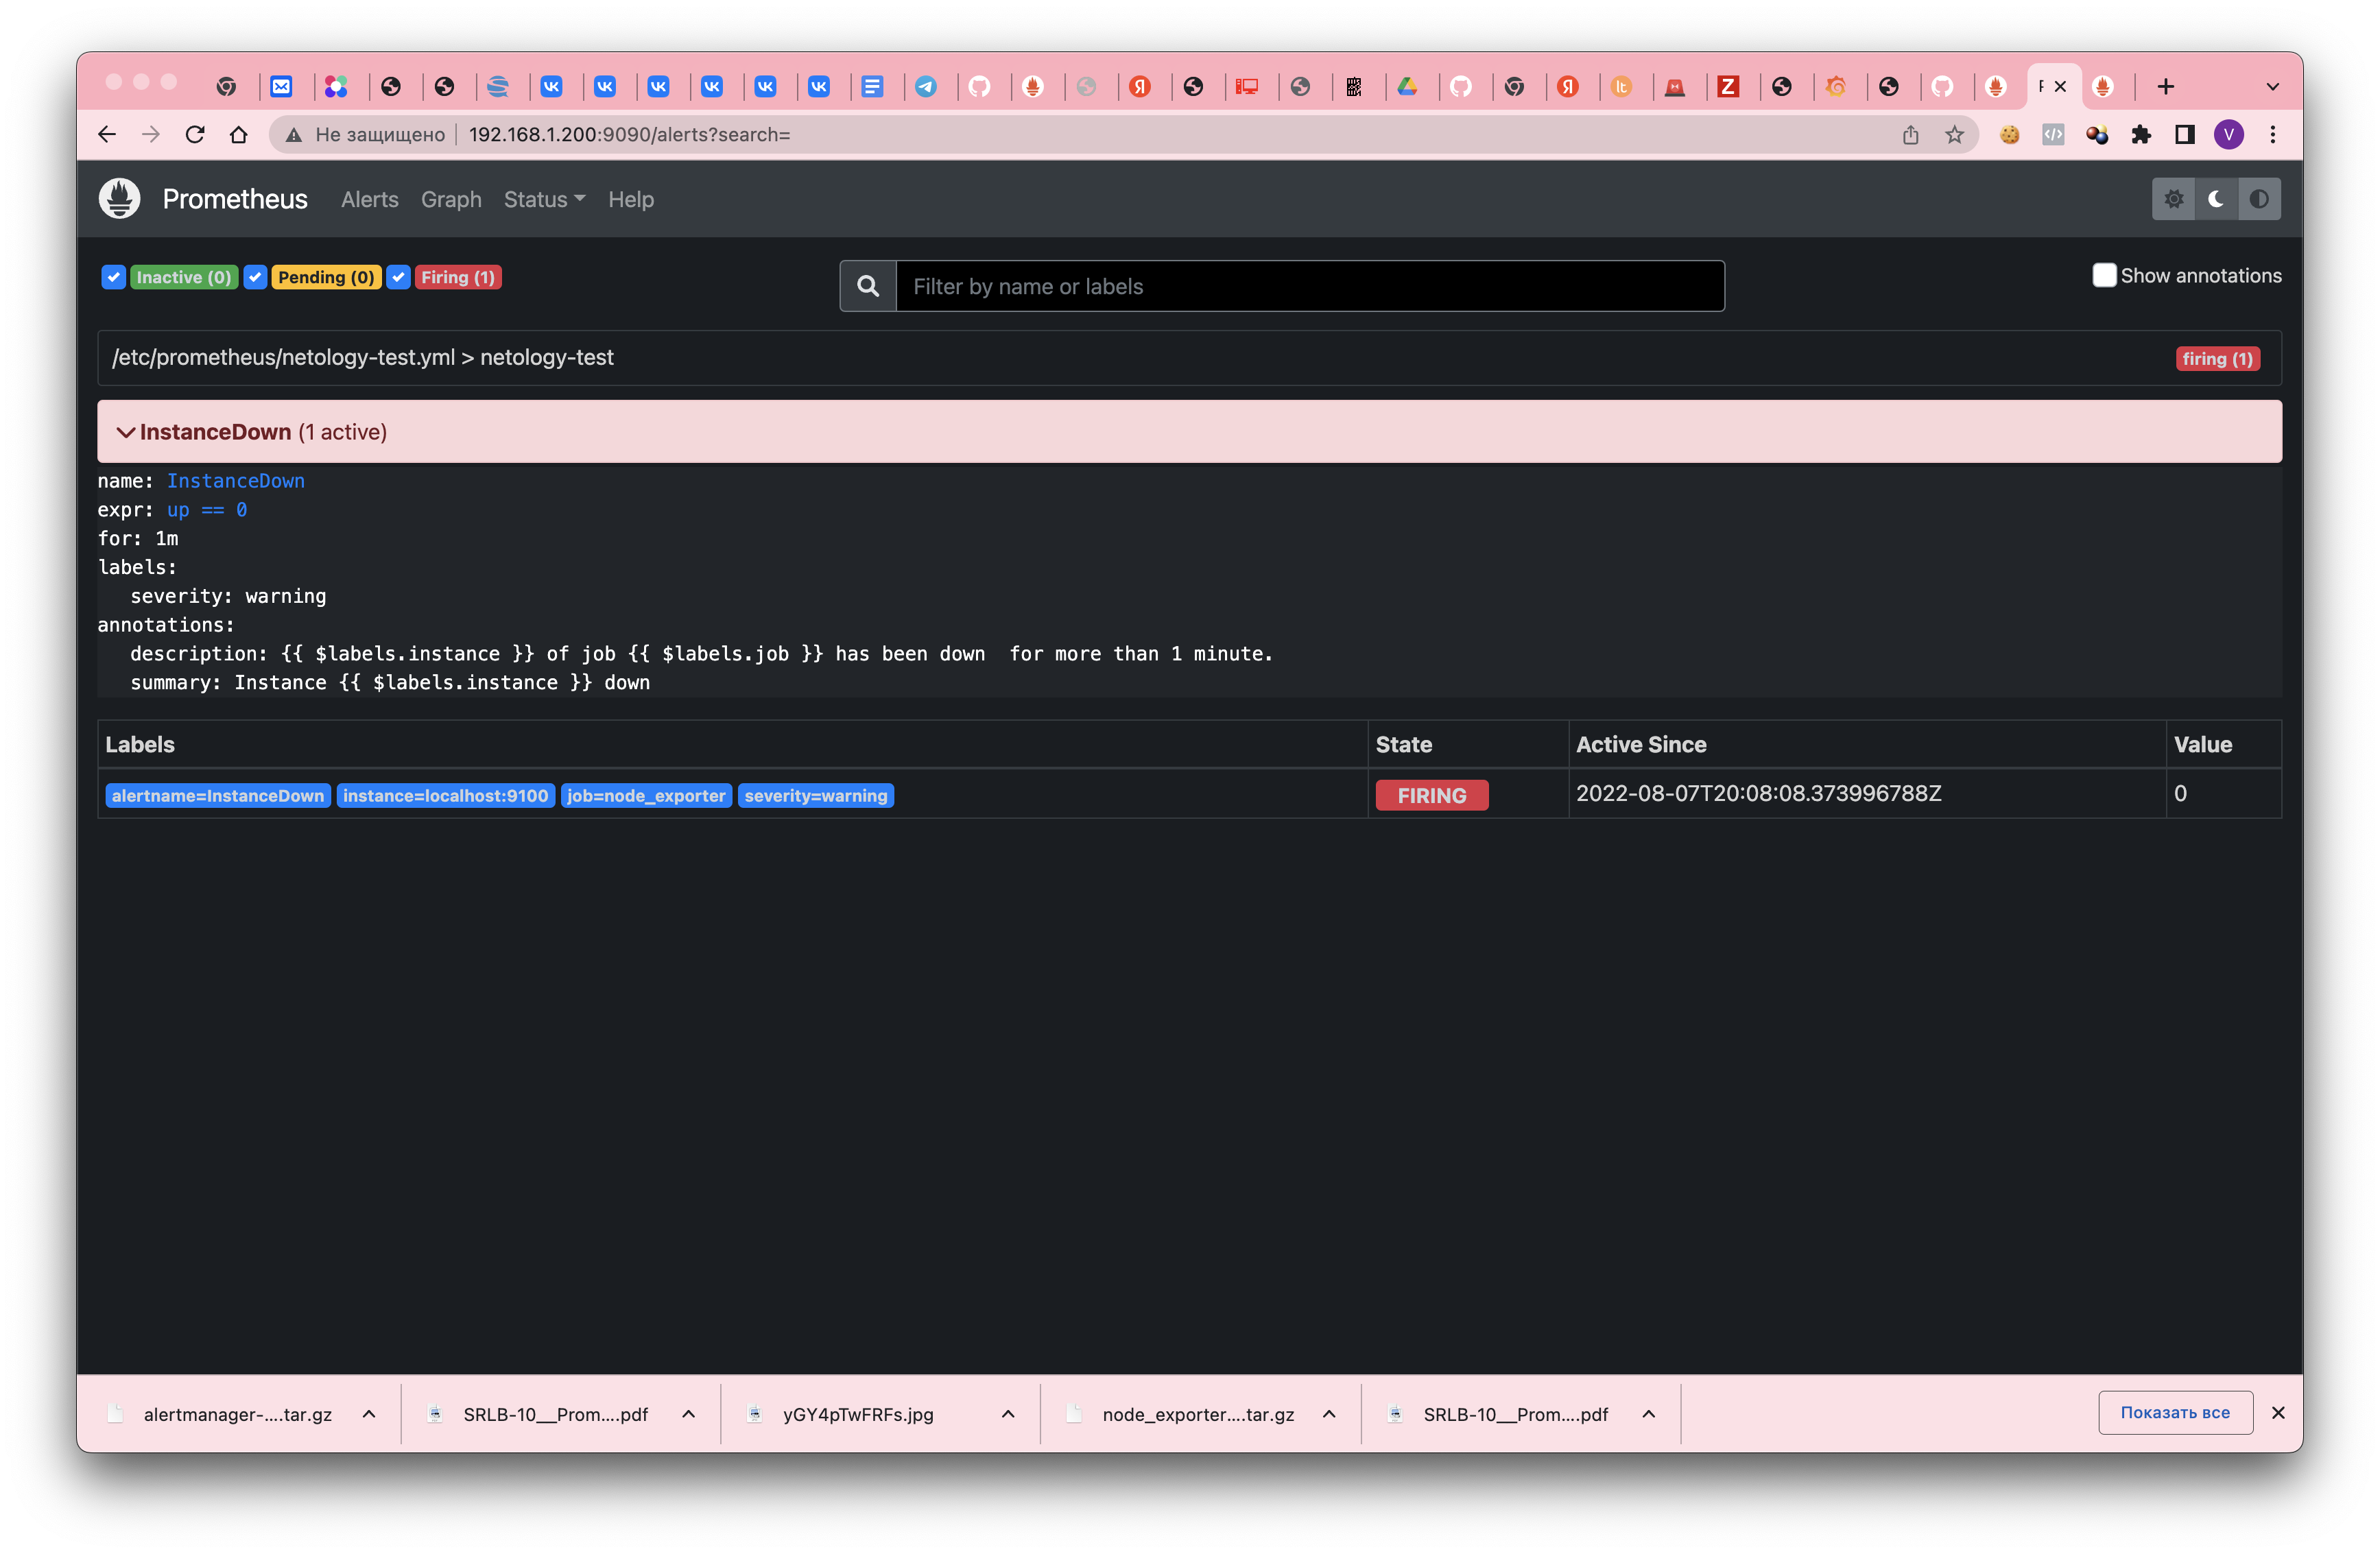 Не защищено 192.168.1.200:9090/alerts?search=
V
Prometheus Alerts Graph Status Help
Inactive (0) Pending (0) Firing (1)
Filter by name or labels
Show annotations
/etc/prometheus/netology-test.yml > netology-test
firing (1)
InstanceDown (1 active)
name: InstanceDown
expr: up == 0
for: 1m
labels:
severity: warning
annotations:
description: {{ $labels.instance }} of job {{ $labels.job }} has been down  for more than 1 minute.
summary: Instance {{ $labels.instance }} down
Labels State Active Since Value
alertname=InstanceDown instance=localhost:9100 job=node_exporter severity=warning FIRING 2022-08-07T20:08:08.373996788Z 0
alertmanager-....tar.gz SRLB-10__Prom....pdf yGY4pTwFRFs.jpg node_exporter....tar.gz SRLB-10__Prom....pdf Показать все